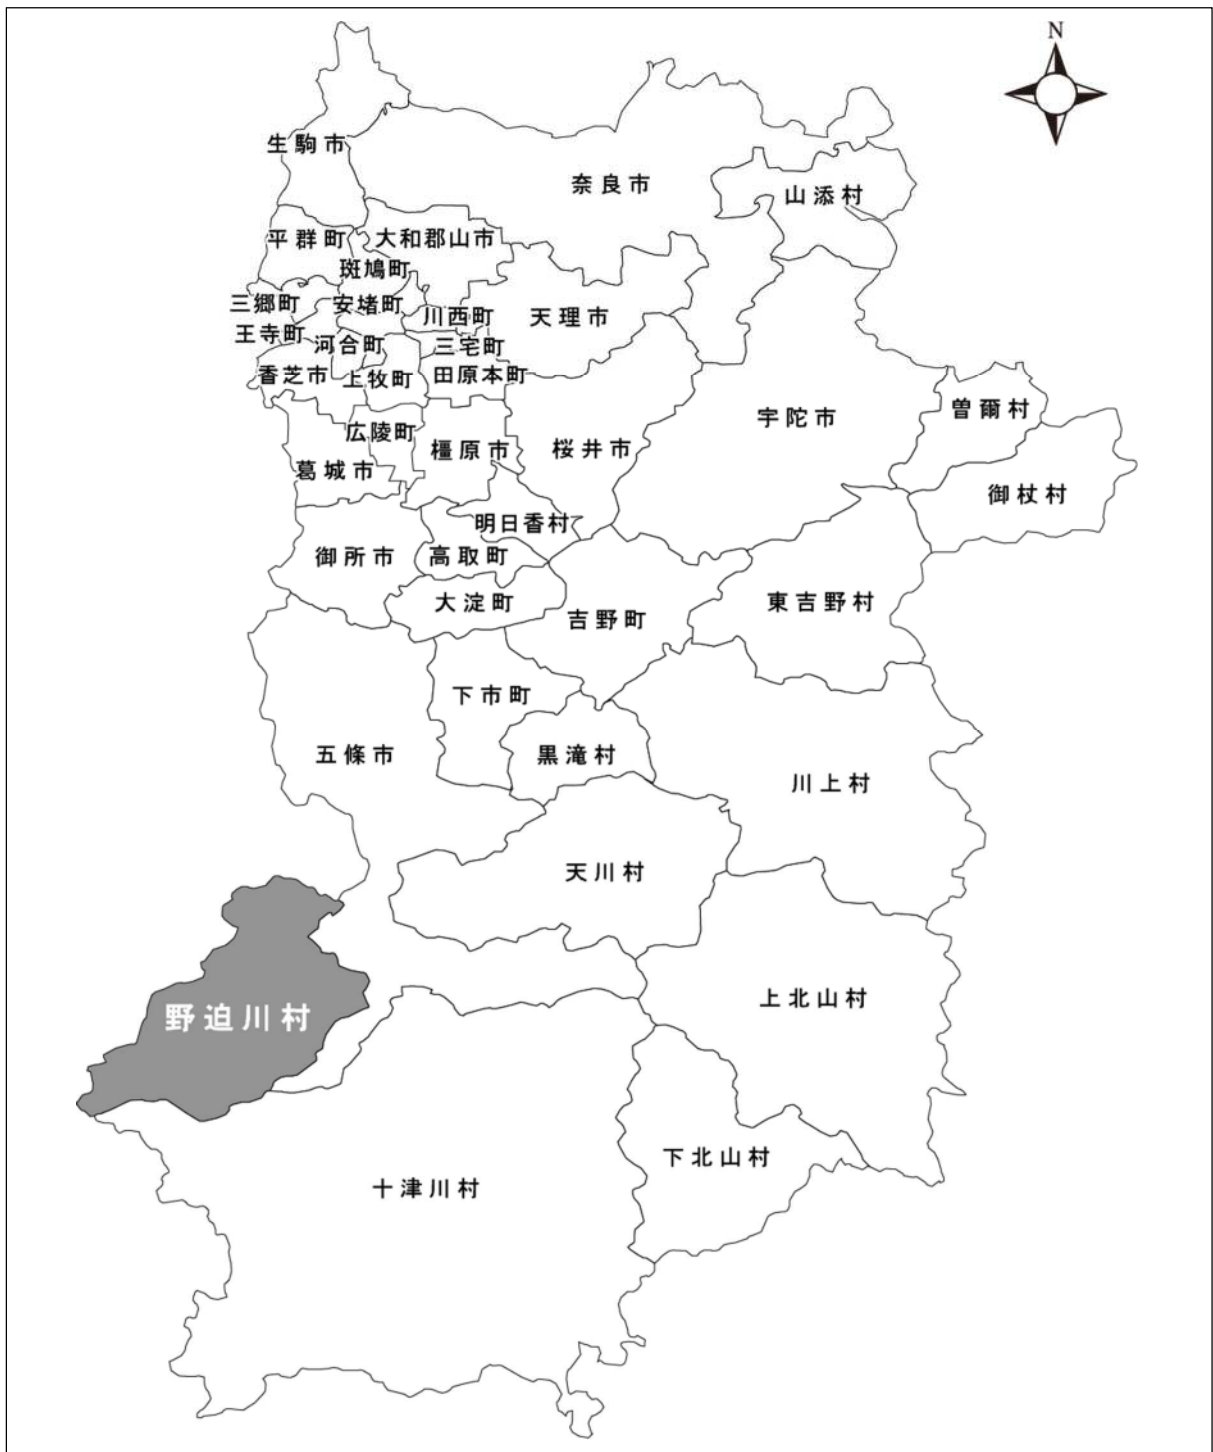 N
生駒市
奈良市
山添村
平群町
大和郡山市
斑鳩町
三郷町
安堵町
川西町
天理市
王寺町
河合町
三宅町
香芝市
上牧町
田原本町
宇陀市
曽爾村
広陵町
橿原市
桜井市
葛城市
御杖村
明日香村
御所市
高取町
大淀町
吉野町
東吉野村
下市町
五條市
黒滝村
川上村
天川村
上北山村
野迫川村
下北山村
十津川村